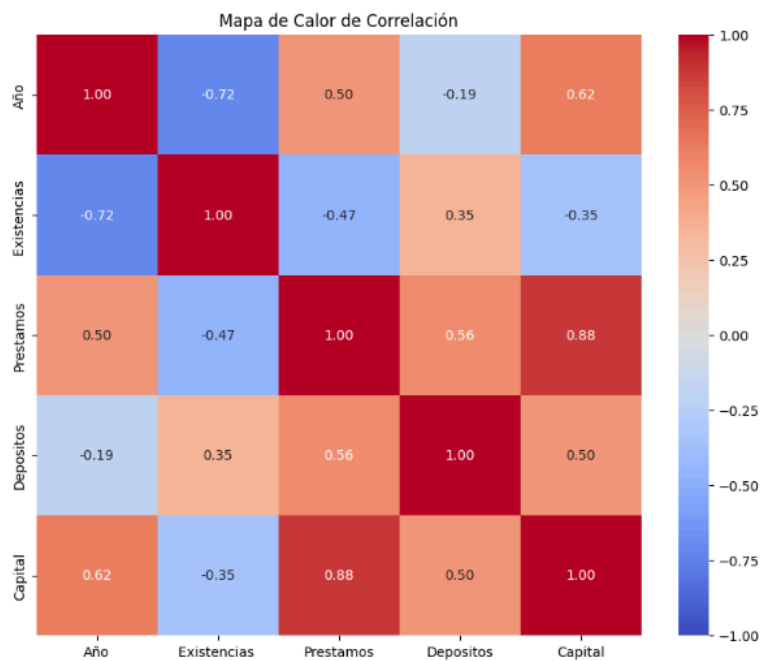 Mapa de Calor de Correlación
Año 1.00 -0.72 0.50 -0.19 0.62
Existencias -0.72 1.00 -0.47 0.35 -0.35
Prestamos 0.50 -0.47 1.00 0.56 0.88
Depositos -0.19 0.35 0.56 1.00 0.50
Capital 0.62 -0.35 0.88 0.50 1.00
Año Existencias Prestamos Depositos Capital
1.00
0.75
0.50
0.25
0.00
−0.25
−0.50
−0.75
−1.00